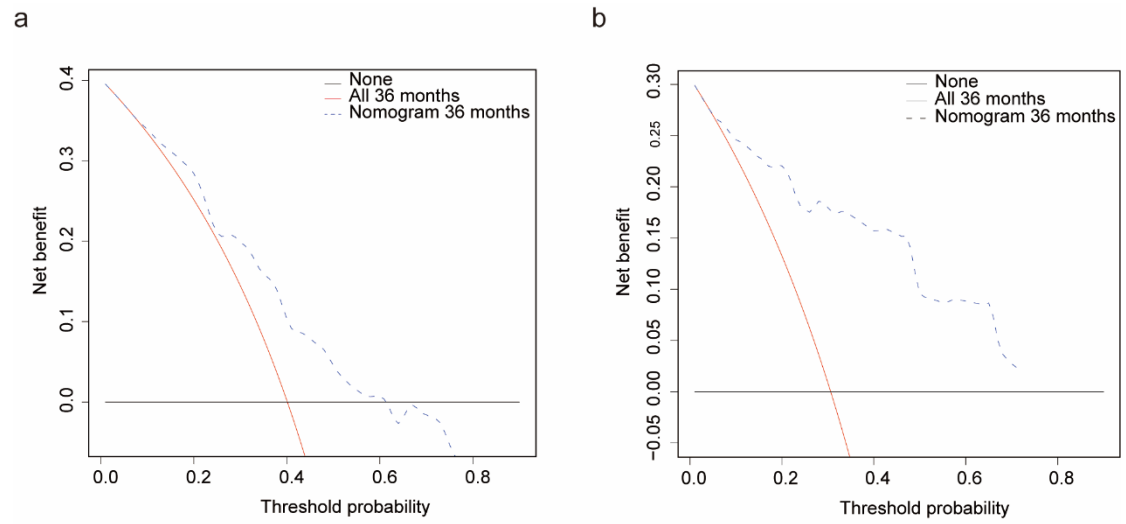 a
None
All 36 months
Nomogram 36 months
Net benefit
0.4
0.3
0.2
0.1
0.0
0.0 0.2 0.4 0.6 0.8
Threshold probability
b
None
All 36 months
Nomogram 36 months
Net benefit
0.30
0.25
0.20
0.15
0.10
0.05
0.00
−0.05
0.0 0.2 0.4 0.6 0.8
Threshold probability